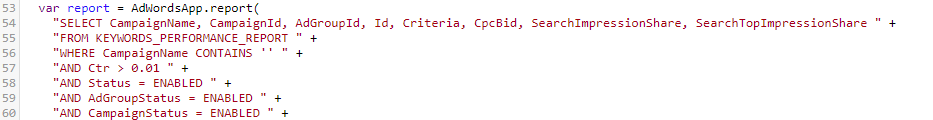 53 var report = AdWordsApp.report(
54 "SELECT CampaignName, CampaignId, AdGroupId, Id, Criteria, CpcBid, SearchImpressionShare, SearchTopImpressionShare " +
55 "FROM KEYWORDS_PERFORMANCE_REPORT " +
56 "WHERE CampaignName CONTAINS '' " +
57 "AND Ctr > 0.01 " +
58 "AND Status = ENABLED " +
59 "AND AdGroupStatus = ENABLED " +
60 "AND CampaignStatus = ENABLED " +